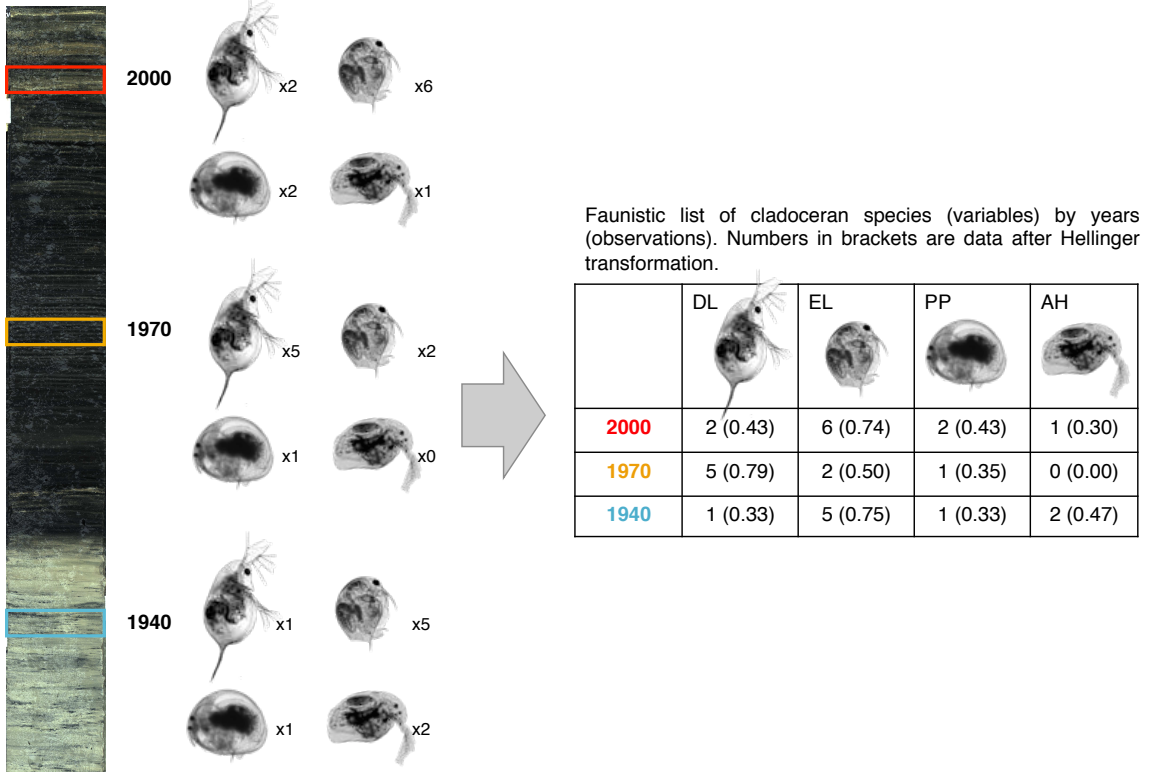 2000
x2
x6
x2
x1
1970
x5
x2
x1
x0
1940
x1
x5
x1
x2
Faunistic list of cladoceran species (variables) by years
(observations). Numbers in brackets are data after Hellinger
transformation.
DL EL PP AH
2000 2 (0.43) 6 (0.74) 2 (0.43) 1 (0.30)
1970 5 (0.79) 2 (0.50) 1 (0.35) 0 (0.00)
1940 1 (0.33) 5 (0.75) 1 (0.33) 2 (0.47)